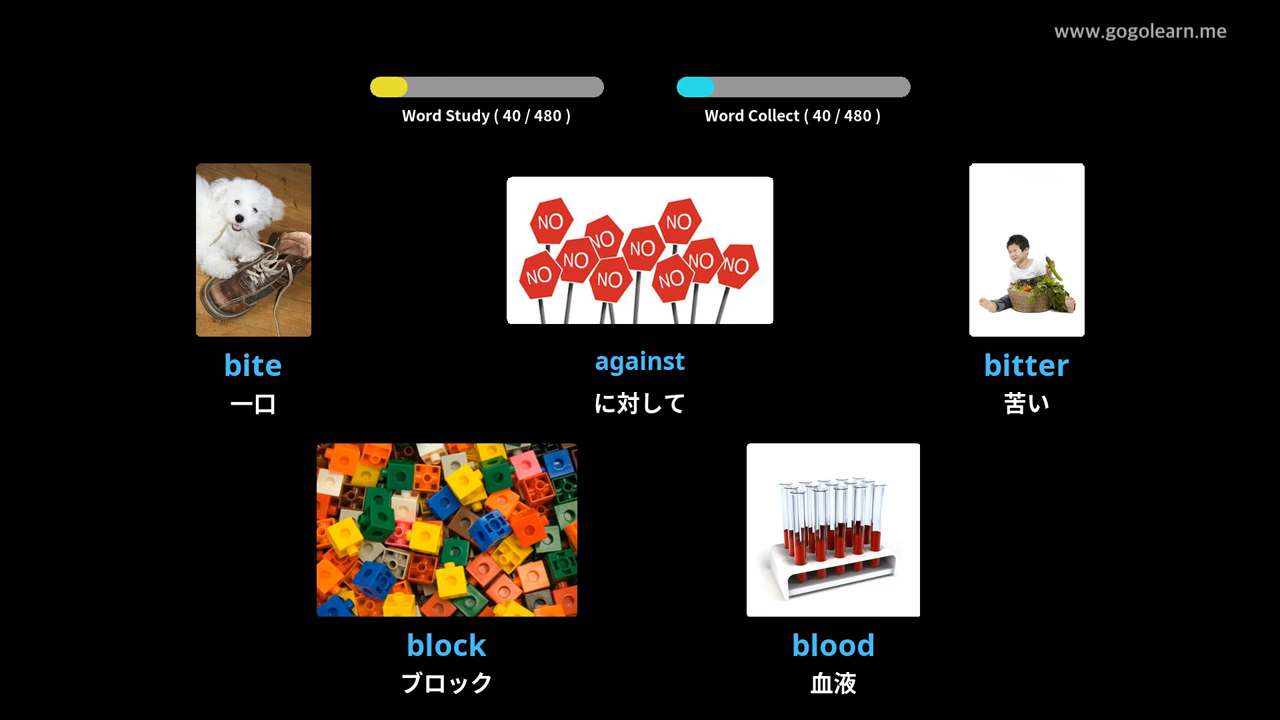 www.gogolearn.me
Word Study ( 40 / 480 )
Word Collect ( 40 / 480 )
NO
NO
NO
NO
NO
NO
NO
NO
NO
NO
bite
一口
against
に対して
bitter
苦い
block
ブロック
blood
血液